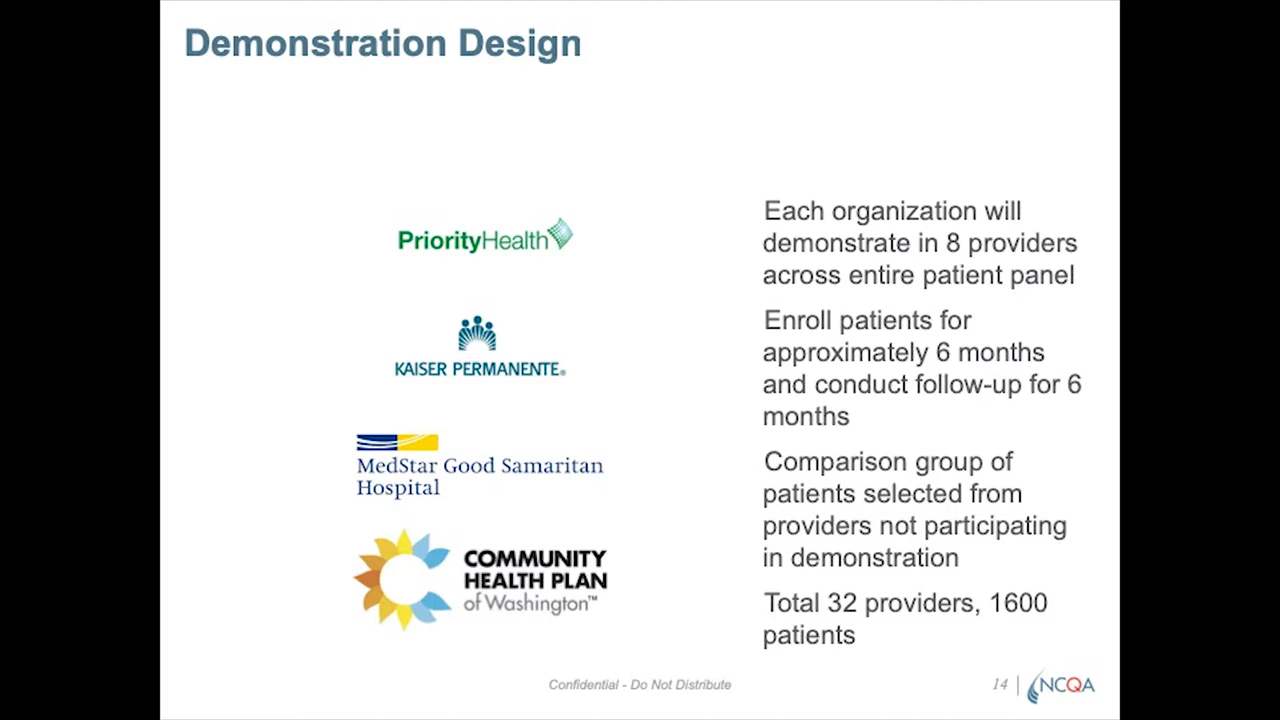 Demonstration Design
PriorityHealth
KAISER PERMANENTE®
MedStar Good Samaritan
Hospital
COMMUNITY
HEALTH PLAN
of Washington™
Each organization will
demonstrate in 8 providers
across entire patient panel
Enroll patients for
approximately 6 months
and conduct follow-up for 6
months
Comparison group of
patients selected from
providers not participating
in demonstration
Total 32 providers, 1600
patients
Confidential - Do Not Distribute
14
NCQA